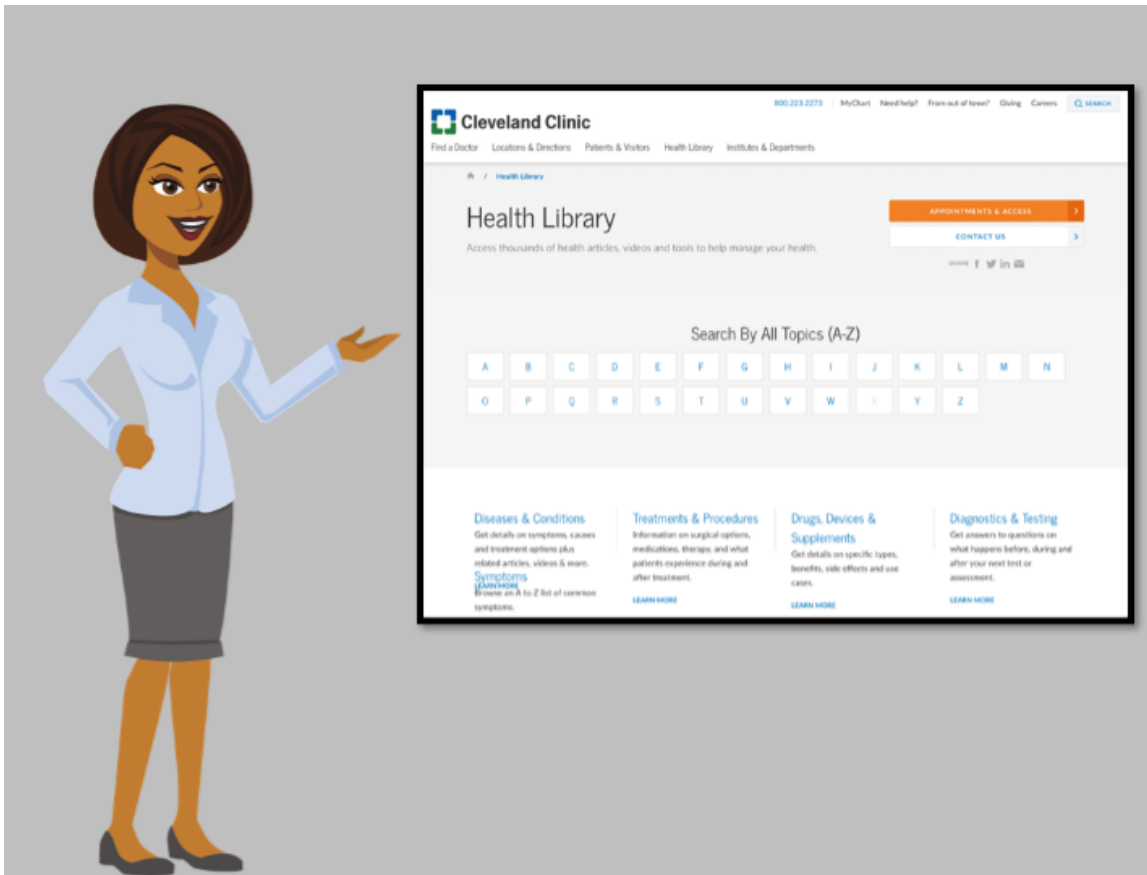 800.223.2273 MyChart Need help? From out of town? Giving Careers SEARCH
Cleveland Clinic
Find a Doctor Locations & Directions Patients & Visitors Health Library Institutes & Departments
/ Health Library
Health Library
Access thousands of health articles, videos and tools to help manage your health.
APPOINTMENTS & ACCESS
CONTACT US
SHARE
Search By All Topics (A-Z)
A B C D E F G H I J K L M N
O P Q R S T U V W X Y Z
Diseases & Conditions
Get details on symptoms, causes
and treatment options plus
related articles, videos & more.
LEARN MORE
Symptoms
Browse an A to Z list of common
symptoms.
Treatments & Procedures
Information on surgical options,
medications, therapy, and what
patients experience during and
after treatment.
LEARN MORE
Drugs, Devices &
Supplements
Get details on specific types,
benefits, side effects and use
cases.
LEARN MORE
Diagnostics & Testing
Get answers to questions on
what happens before, during and
after your next test or
assessment.
LEARN MORE